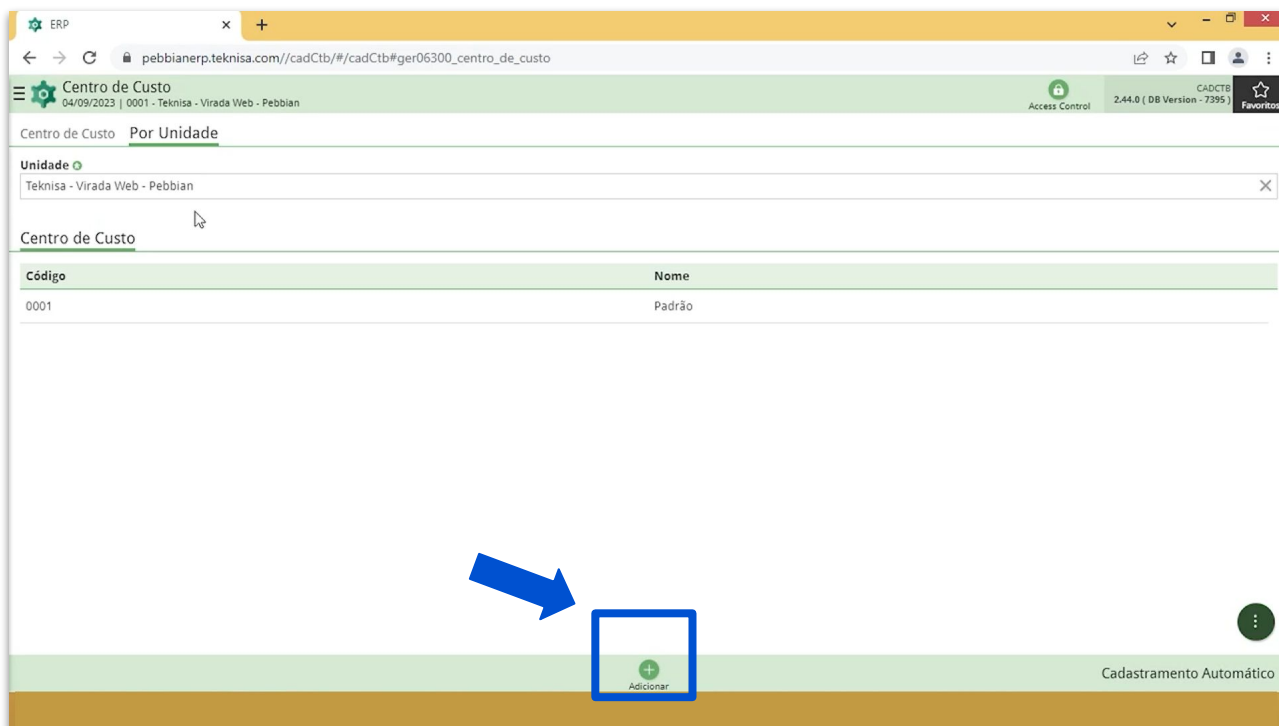 ERP
pebbianerp.teknisa.com//cadCtb/#/cadCtb#ger06300_centro_de_custo
Centro de Custo
04/09/2023 | 0001 - Teknisa - Virada Web - Pebbian
Access Control
CADCTB
2.44.0 ( DB Version - 7395 )
Favoritos
Centro de Custo Por Unidade
Unidade
Teknisa - Virada Web - Pebbian
Centro de Custo
Código Nome
0001 Padrão
Adicionar
Cadastramento Automático